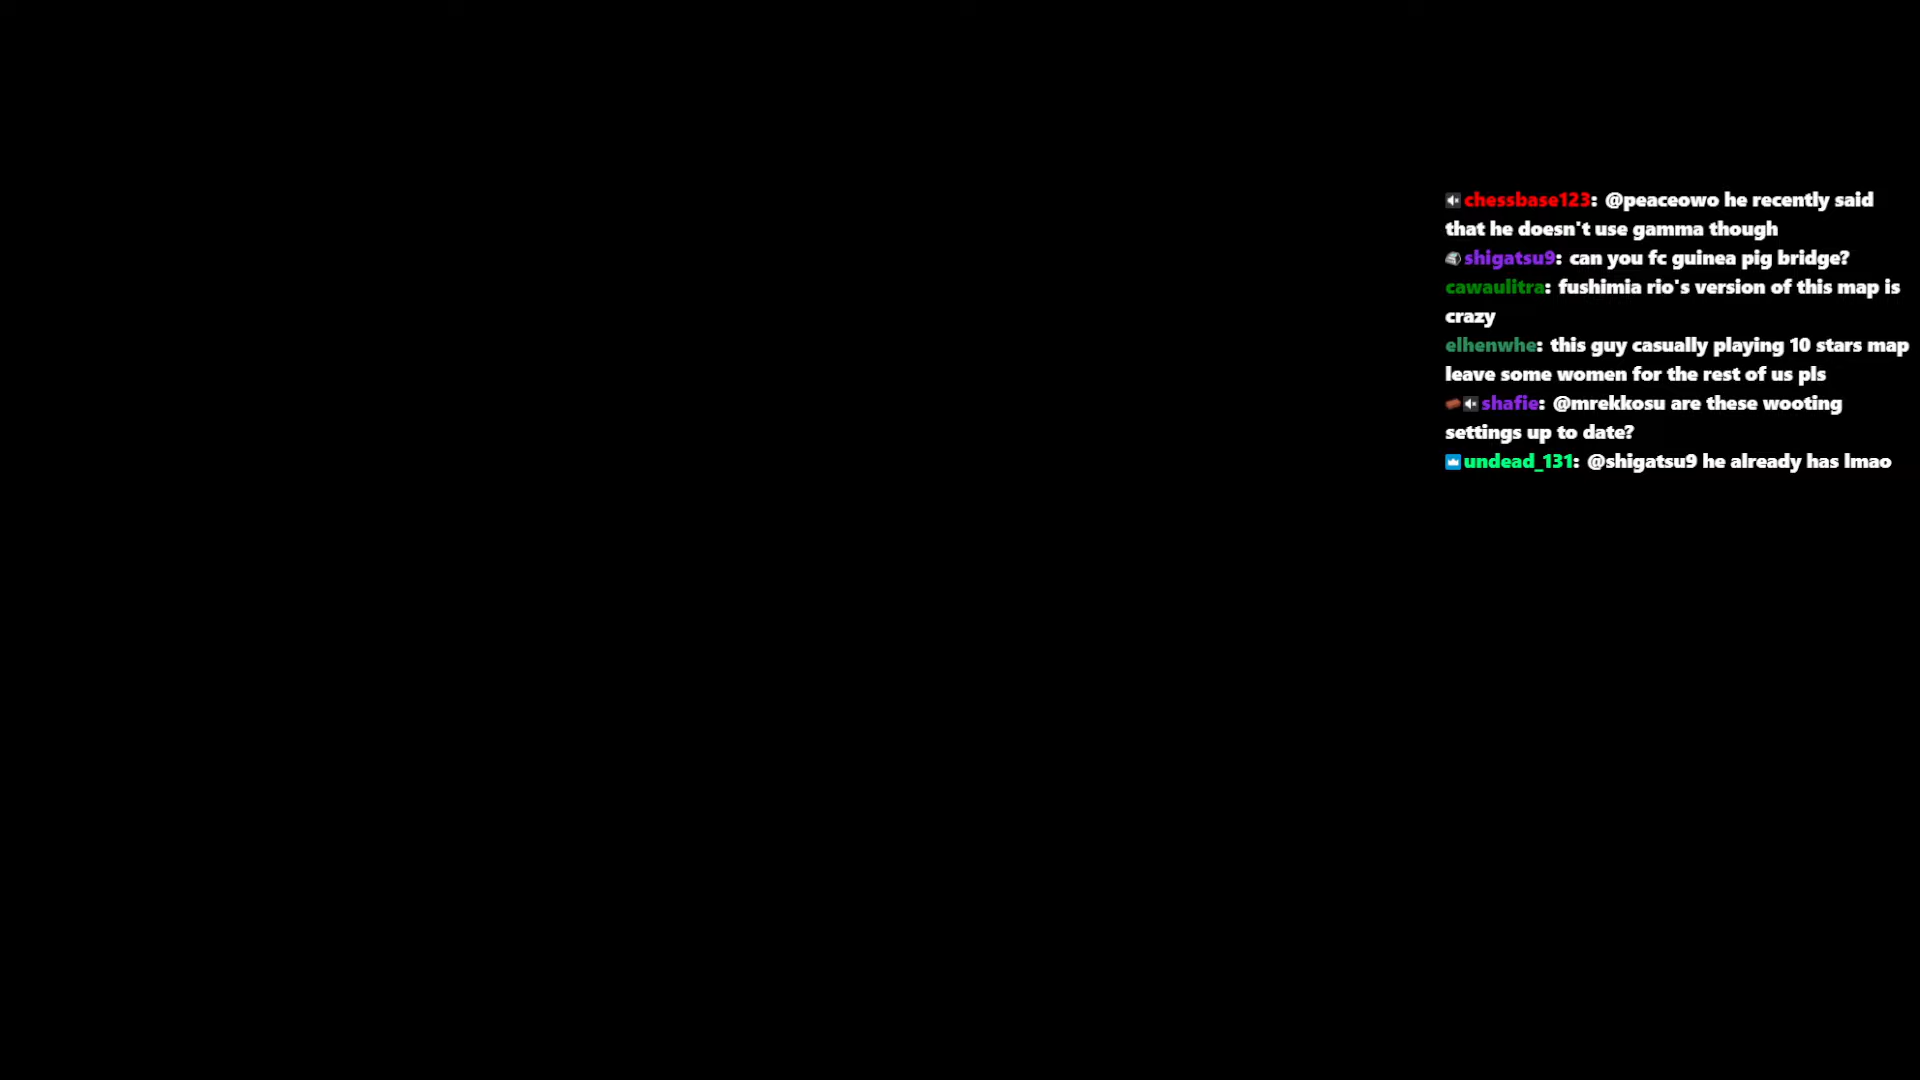 chessbase123: @peaceowo he recently said
that he doesn't use gamma though
shigatsu9: can you fc guinea pig bridge?
cawaulitra: fushimia rio's version of this map is
crazy
elhenwhe: this guy casually playing 10 stars map
leave some women for the rest of us pls
shafie: @mrekkosu are these wooting
settings up to date?
undead_131: @shigatsu9 he already has lmao